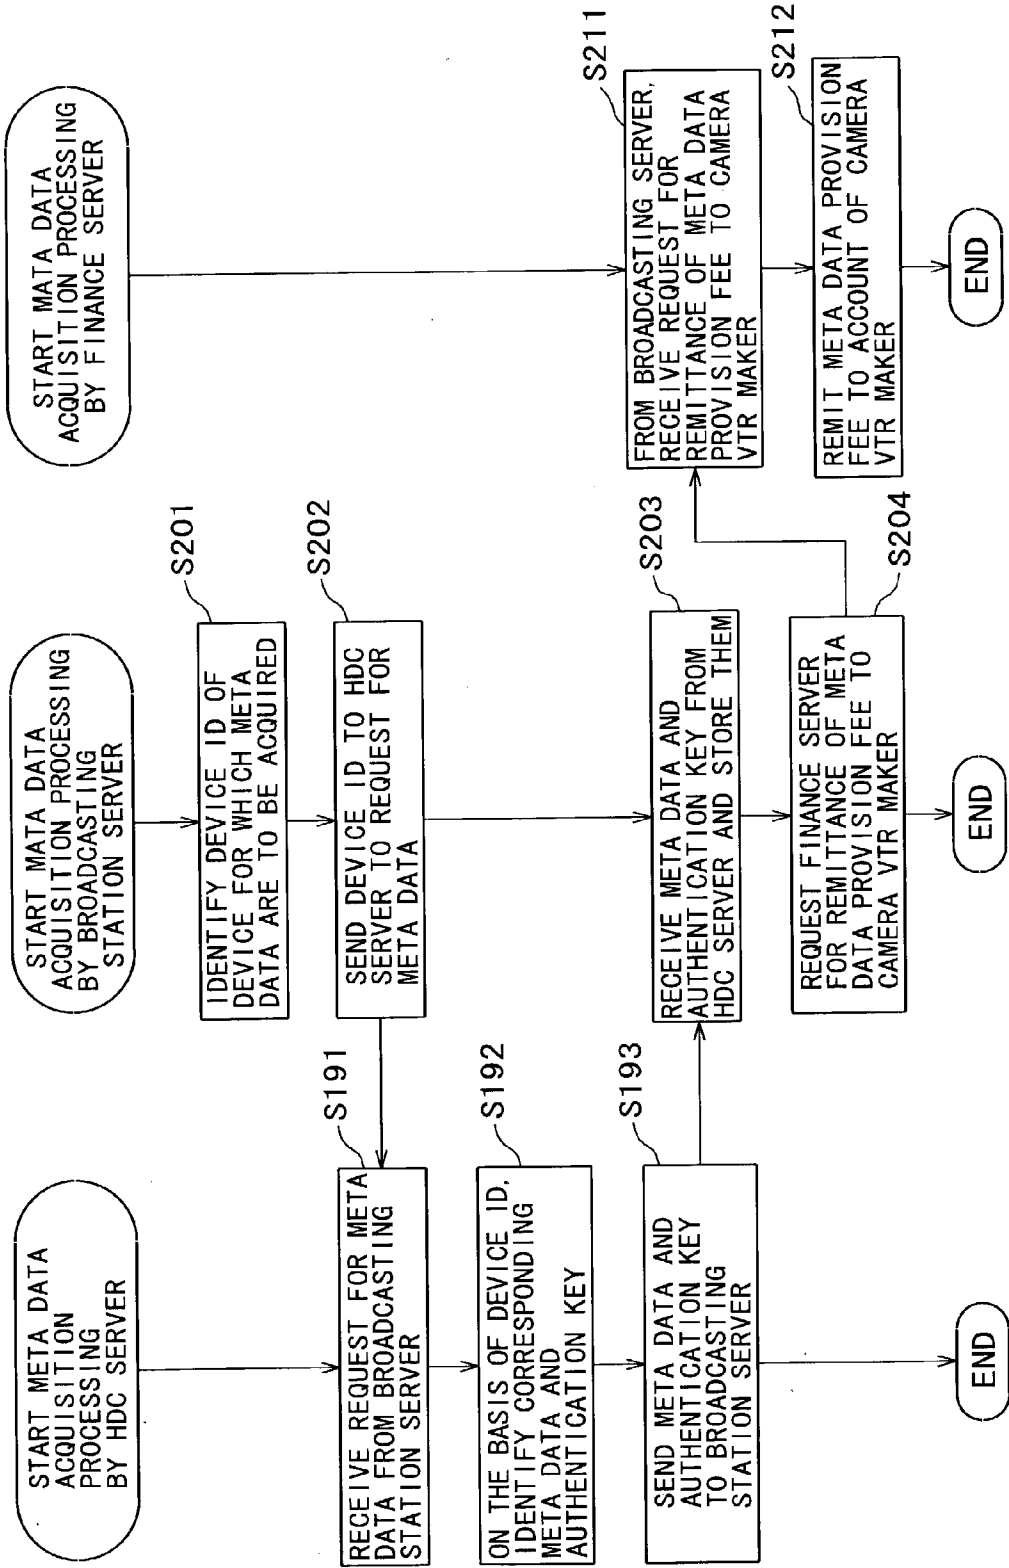 START META DATA
ACQUISITION
PROCESSING
BY HDC SERVER
S191
RECEIVE REQUEST FOR META
DATA FROM BROADCASTING
STATION SERVER
S192
ON THE BASIS OF DEVICE ID,
IDENTIFY CORRESPONDING
META DATA AND
AUTHENTICATION KEY
S193
SEND META DATA AND
AUTHENTICATION KEY
TO BROADCASTING
STATION SERVER
END
START MATA DATA
ACQUISITION PROCESSING
BY BROADCASTING
STATION SERVER
S201
IDENTIFY DEVICE ID OF
DEVICE FOR WHICH META
DATA ARE TO BE ACQUIRED
S202
SEND DEVICE ID TO HDC
SERVER TO REQUEST FOR
META DATA
S203
RECEIVE META DATA AND
AUTHENTICATION KEY FROM
HDC SERVER AND STORE THEM
S204
REQUEST FINANCE SERVER
FOR REMITTANCE OF META
DATA PROVISION FEE TO
CAMERA VTR MAKER
END
START MATA DATA
ACQUISITION PROCESSING
BY FINANCE SERVER
S211
FROM BROADCASTING SERVER,
RECEIVE REQUEST FOR
REMITTANCE OF META DATA
PROVISION FEE TO CAMERA
VTR MAKER
S212
REMIT META DATA PROVISION
FEE TO ACCOUNT OF CAMERA
VTR MAKER
END